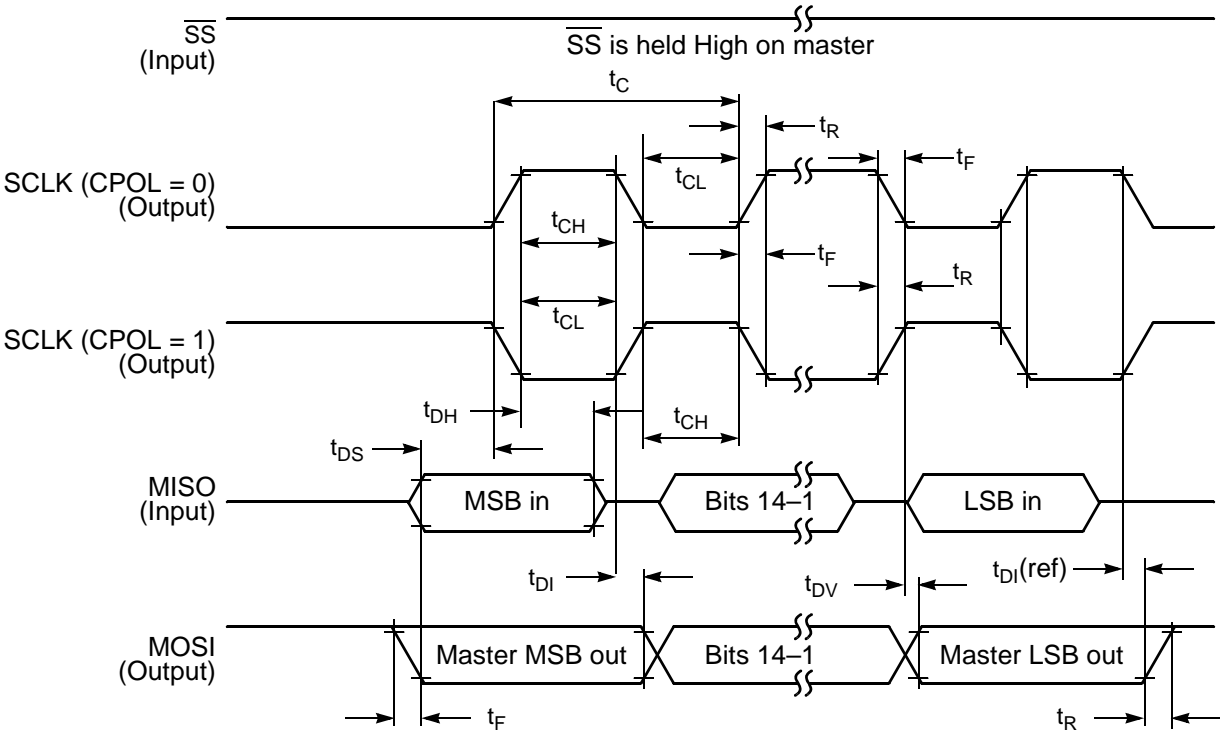 SS
(Input)
SS is held High on master
tC
tR
tCL
tF
SCLK (CPOL = 0)
(Output)
tCH
tF
tR
tCL
SCLK (CPOL = 1)
(Output)
tDH
tCH
tDS
MISO
(Input)
MSB in
Bits 14–1
LSB in
tDI
tDV
tDI(ref)
MOSI
(Output)
Master MSB out
Bits 14–1
Master LSB out
tF
tR